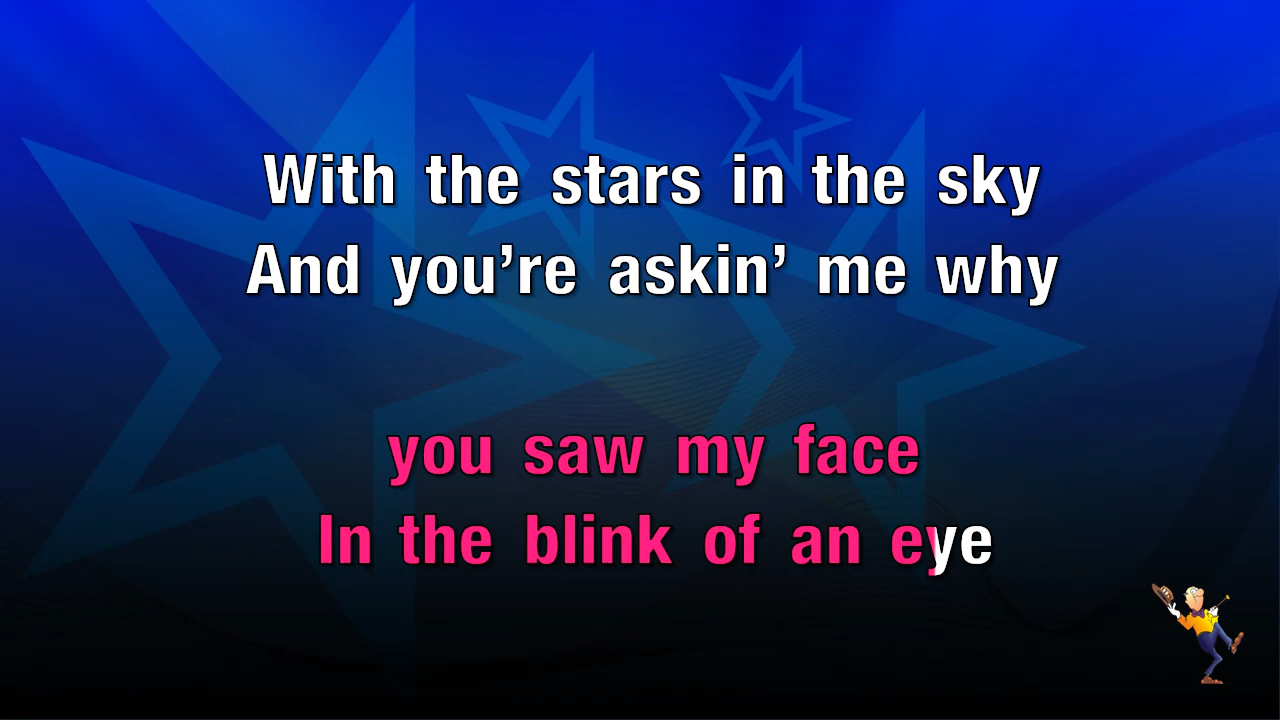 With the stars in the sky
And you’re askin’ me why
you saw my face
In the blink of an eye